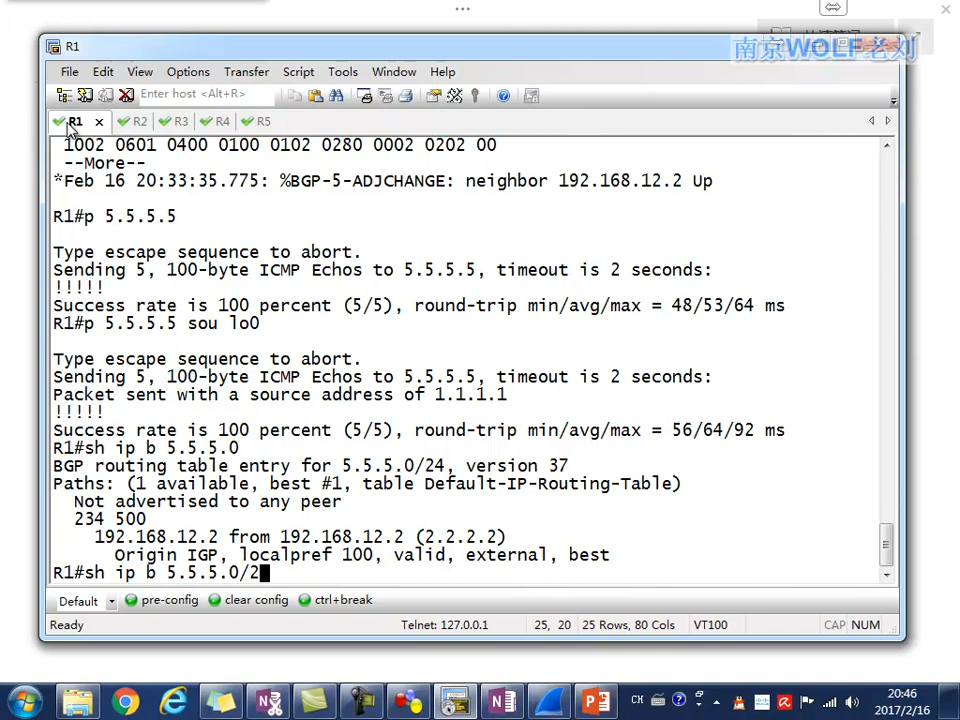 R1
南京WOLF老刘
File Edit View Options Transfer Script Tools Window Help
Enter host <Alt+R>
R1 R2 R3 R4 R5
1002 0601 0400 0100 0102 0280 0002 0202 00
--More--
*Feb 16 20:33:35.775: %BGP-5-ADJCHANGE: neighbor 192.168.12.2 Up
R1#p 5.5.5.5
Type escape sequence to abort.
Sending 5, 100-byte ICMP Echos to 5.5.5.5, timeout is 2 seconds:
!!!!!
Success rate is 100 percent (5/5), round-trip min/avg/max = 48/53/64 ms
R1#p 5.5.5.5 sou lo0
Type escape sequence to abort.
Sending 5, 100-byte ICMP Echos to 5.5.5.5, timeout is 2 seconds:
Packet sent with a source address of 1.1.1.1
!!!!!
Success rate is 100 percent (5/5), round-trip min/avg/max = 56/64/92 ms
R1#sh ip b 5.5.5.0
BGP routing table entry for 5.5.5.0/24, version 37
Paths: (1 available, best #1, table Default-IP-Routing-Table)
Not advertised to any peer
234 500
192.168.12.2 from 192.168.12.2 (2.2.2.2)
Origin IGP, localpref 100, valid, external, best
R1#sh ip b 5.5.5.0/2
Default pre-config clear config ctrl+break
Ready Telnet: 127.0.0.1 25, 20 25 Rows, 80 Cols VT100 CAP NUM
CH
20:46
2017/2/16